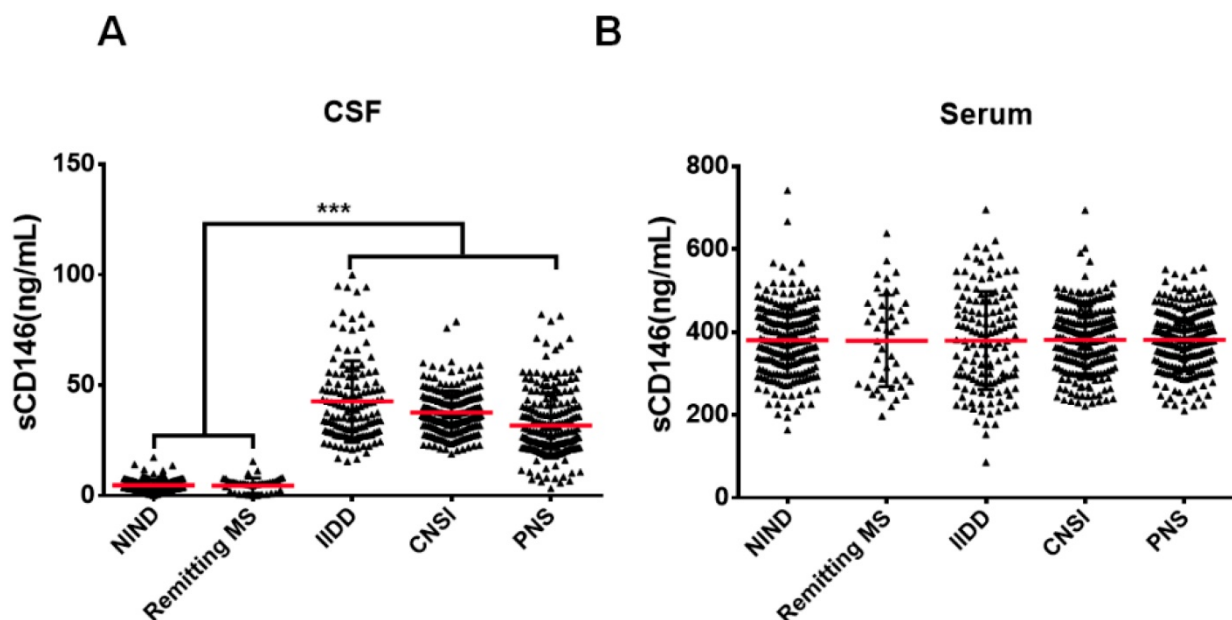 A
CSF
sCD146(ng/mL)
150
100
50
0
***
NIND
Remitting MS
IIDD
CNSI
PNS
B
Serum
sCD146(ng/mL)
800
600
400
200
0
NIND
Remitting MS
IIDD
CNSI
PNS